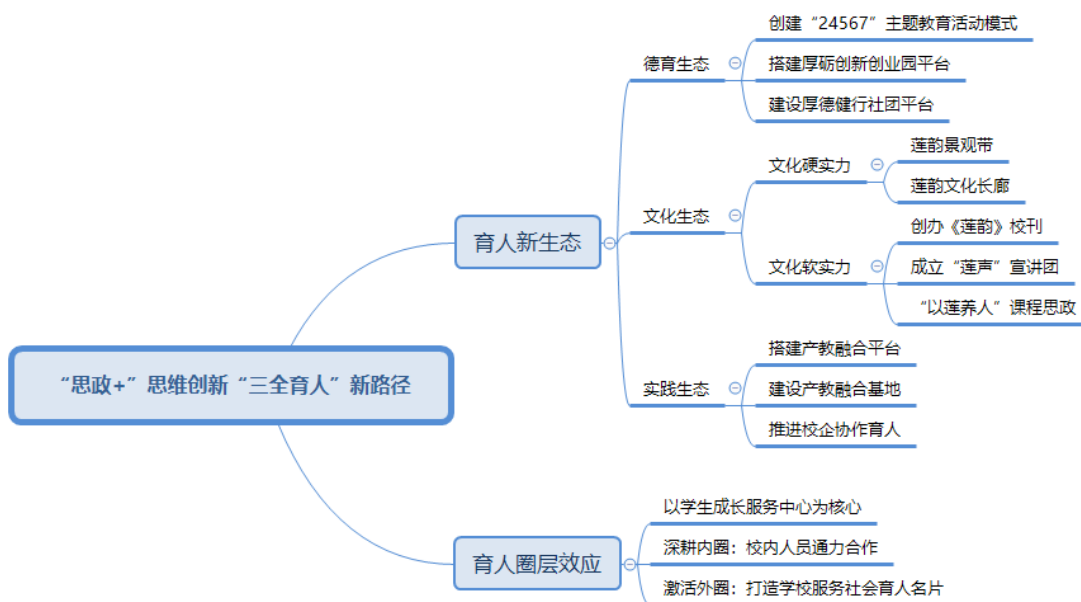 “思政+”思维创新“三全育人”新路径
育人新生态
德育生态
创建“24567”主题教育活动模式
搭建厚砺创新创业园平台
建设厚德健行社团平台
文化生态
文化硬实力
莲韵景观带
莲韵文化长廊
文化软实力
创办《莲韵》校刊
成立“莲声”宣讲团
“以莲养人”课程思政
实践生态
搭建产教融合平台
建设产教融合基地
推进校企协作育人
育人圈层效应
以学生成长服务中心为核心
深耕内圈：校内人员通力合作
激活外圈：打造学校服务社会育人名片